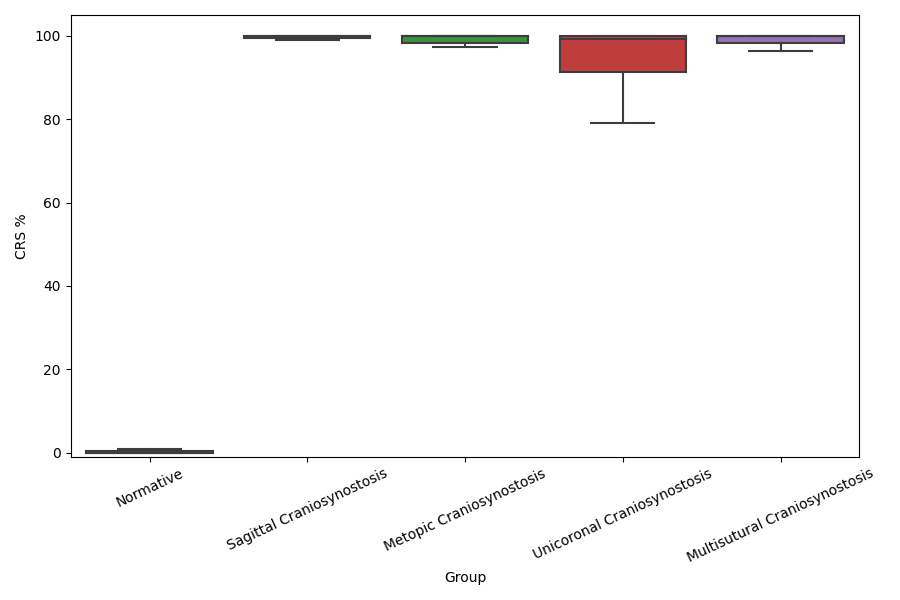 100
80
60
40
20
0
CRS %
Normative
Sagittal Craniosynostosis
Metopic Craniosynostosis
Unicoronal Craniosynostosis
Multisutural Craniosynostosis
Group